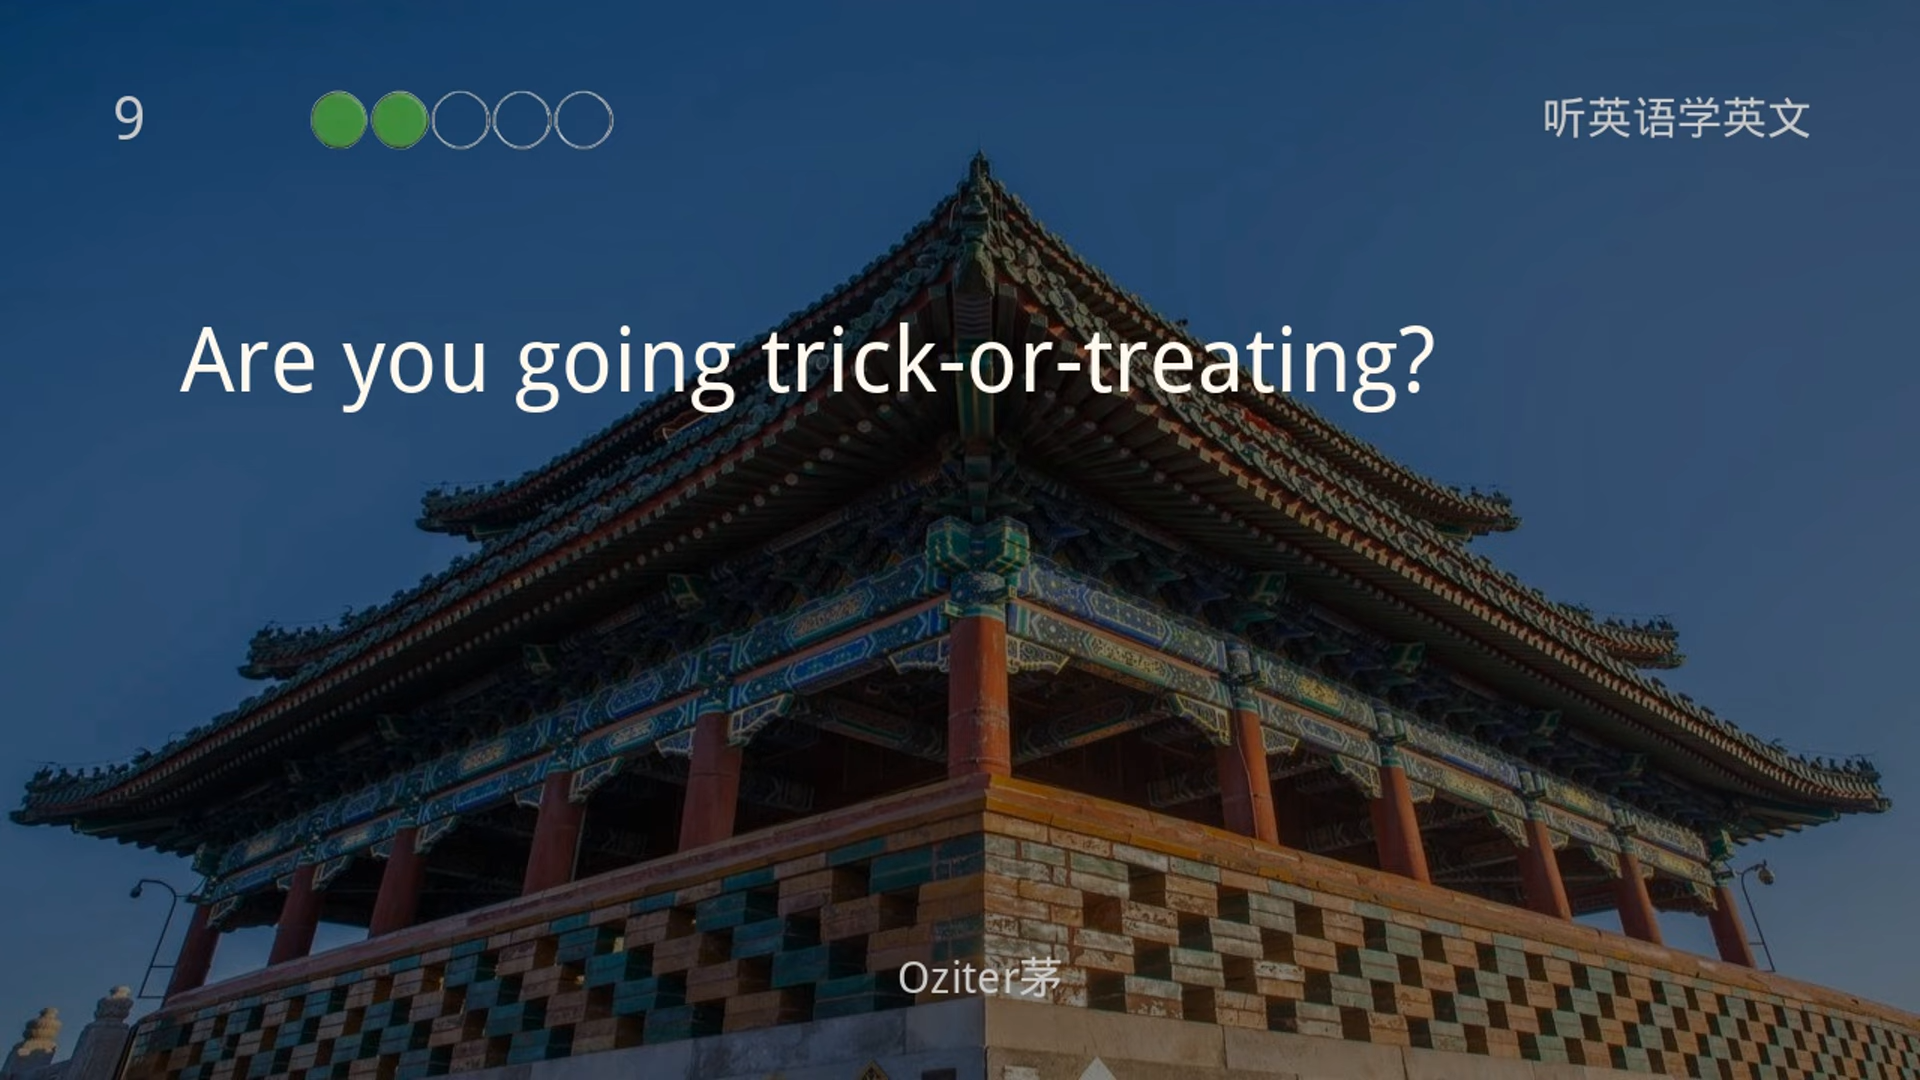 9
听英语学英文
Are you going trick-or-treating?
Oziter茅